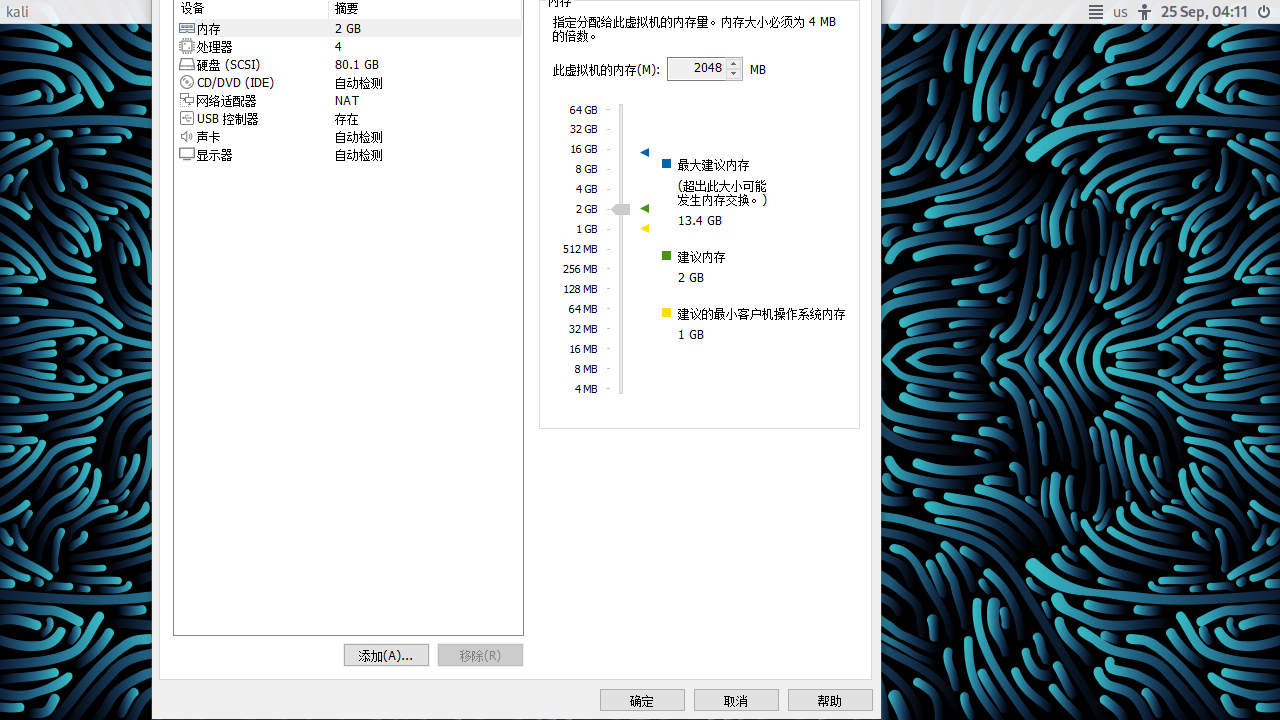 kali
us
25 Sep, 04:11
设备 摘要
内存 2 GB
处理器 4
硬盘 (SCSI) 80.1 GB
CD/DVD (IDE) 自动检测
网络适配器 NAT
USB 控制器 存在
声卡 自动检测
显示器 自动检测
添加(A)...
移除(R)
内存
指定分配给此虚拟机的内存量。内存大小必须为 4 MB
的倍数。
此虚拟机的内存(M): 2048 MB
64 GB
32 GB
16 GB
8 GB
4 GB
2 GB
1 GB
512 MB
256 MB
128 MB
64 MB
32 MB
16 MB
8 MB
4 MB
最大建议内存
(超出此大小可能
发生内存交换。)
13.4 GB
建议内存
2 GB
建议的最小客户机操作系统内存
1 GB
确定
取消
帮助